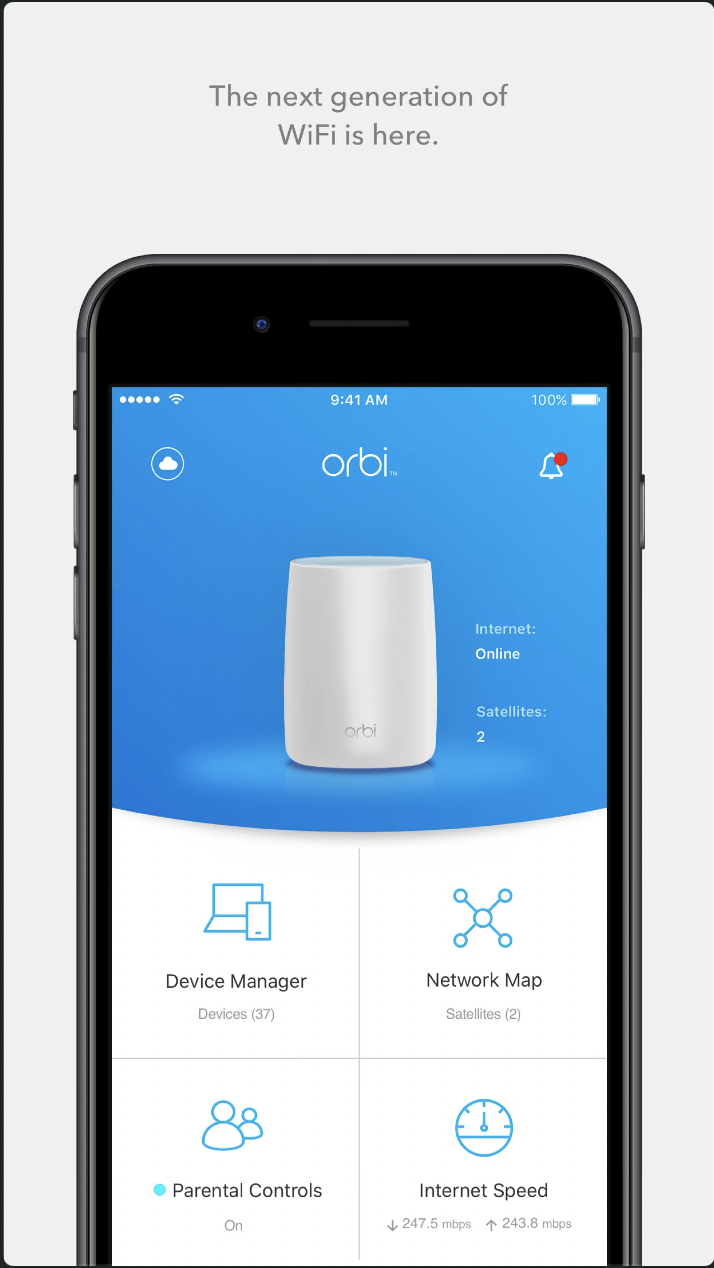 The next generation of
WiFi is here.
9:41 AM
100%
orbi™
Internet:
Online
Satellites:
2
orbi
Device Manager
Devices (37)
Network Map
Satellites (2)
Parental Controls
On
Internet Speed
247.5 mbps 243.8 mbps